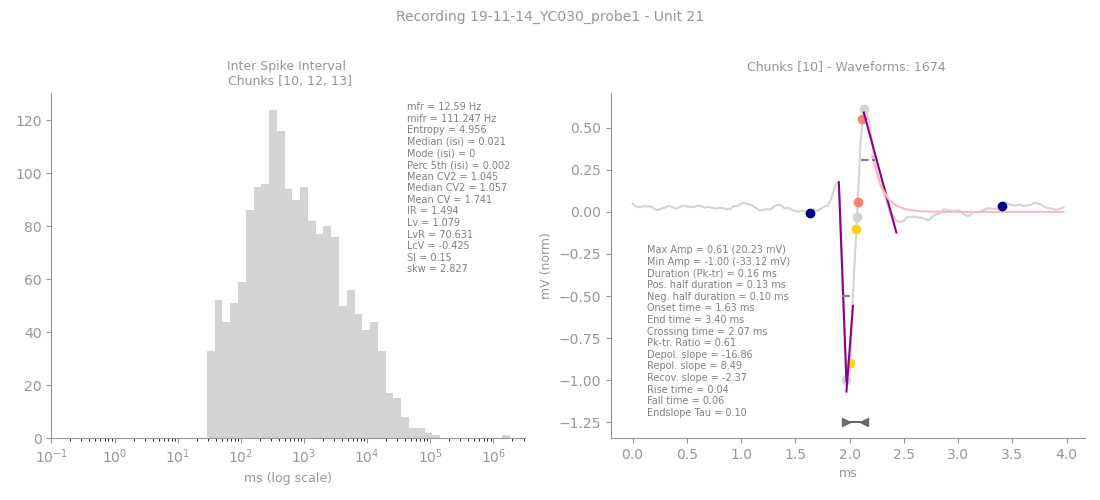 Recording 19-11-14_YC030_probe1 - Unit 21
Inter Spike Interval
Chunks [10, 12, 13]
120
100
80
60
40
20
0
10⁻¹
10⁰
10¹
10²
10³
10⁴
10⁵
10⁶
ms (log scale)
mfr = 12.59 Hz
mifr = 111.247 Hz
Entropy = 4.956
Median (isi) = 0.021
Mode (isi) = 0
Perc 5th (isi) = 0.002
Mean CV2 = 1.045
Median CV2 = 1.057
Mean CV = 1.741
IR = 1.494
Lv = 1.079
LvR = 70.631
LcV = -0.425
SI = 0.15
skw = 2.827
Chunks [10] - Waveforms: 1674
mV (norm)
0.50
0.25
0.00
−0.25
−0.50
−0.75
−1.00
−1.25
Max Amp = 0.61 (20.23 mV)
Min Amp = -1.00 (-33.12 mV)
Duration (Pk-tr) = 0.16 ms
Pos. half duration = 0.13 ms
Neg. half duration = 0.10 ms
Onset time = 1.63 ms
End time = 3.40 ms
Crossing time = 2.07 ms
Pk-tr. Ratio = 0.61
Depol. slope = -16.86
Repol. slope = 8.49
Recov. slope = -2.37
Rise time = 0.04
Fall time = 0.06
Endslope Tau = 0.10
0.0
0.5
1.0
1.5
2.0
2.5
3.0
3.5
4.0
ms